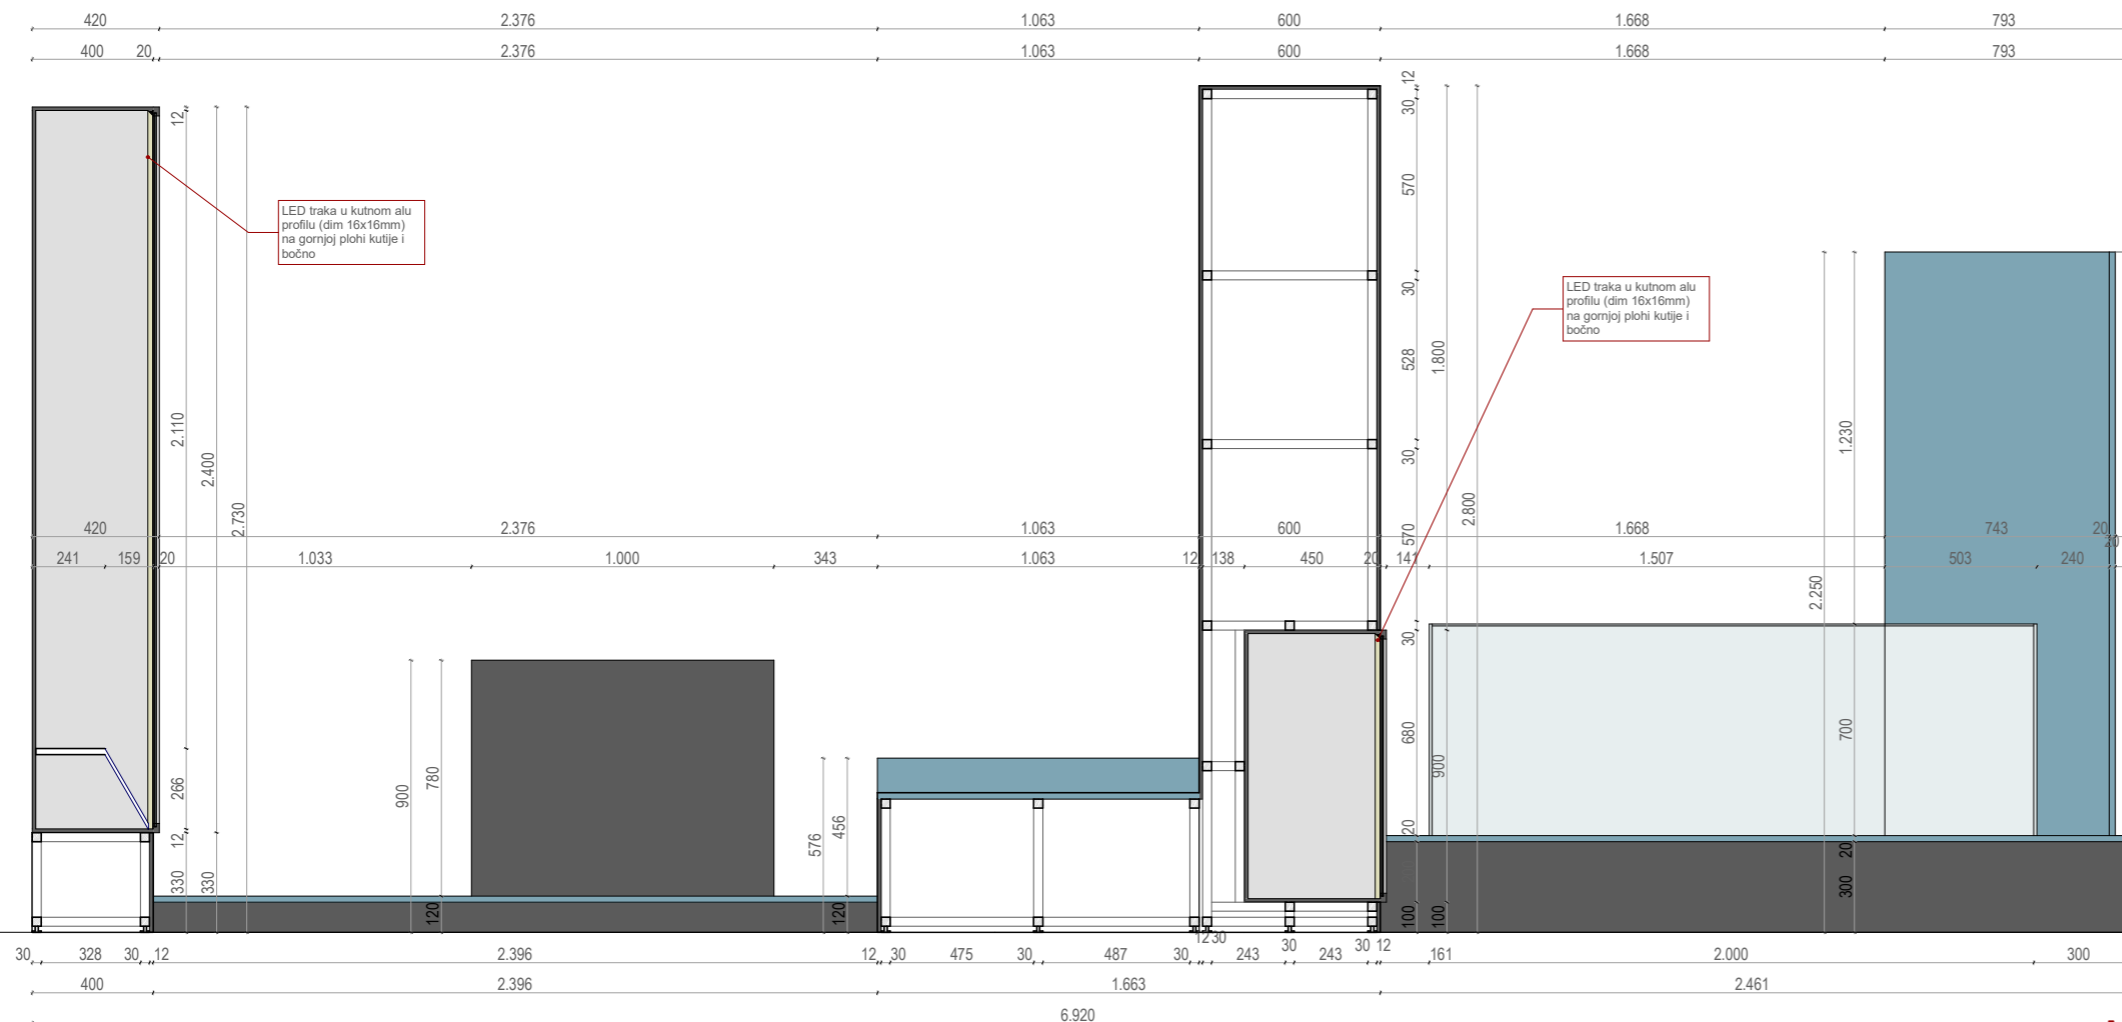 420 2.376 1.063 600 1.668 793
400 20 2.376 1.063 600 1.668 793
12
2.110
266
12
330
2.400
330
2.730
LED traka u kutnom alu
profilu (dim 16x16mm)
na gornjoj plohi kutije i
bočno
12
30
570
30
528
30
570
30
680
20
100
1.800
900
100
2.800
LED traka u kutnom alu
profilu (dim 16x16mm)
na gornjoj plohi kutije i
bočno
2.250
1.230
700
20
300
420 2.376 1.063 600 1.668 743 20
20
241 159 20 1.033 1.000 343 1.063 12 138 450 20 141 1.507 503 240
900
780
120
576
456
120
30 328 30 12 2.396 12 30 475 30 487 30 12 30 243 30 243 30 12 161 2.000 300
400 2.396 1.663 2.461
6.920